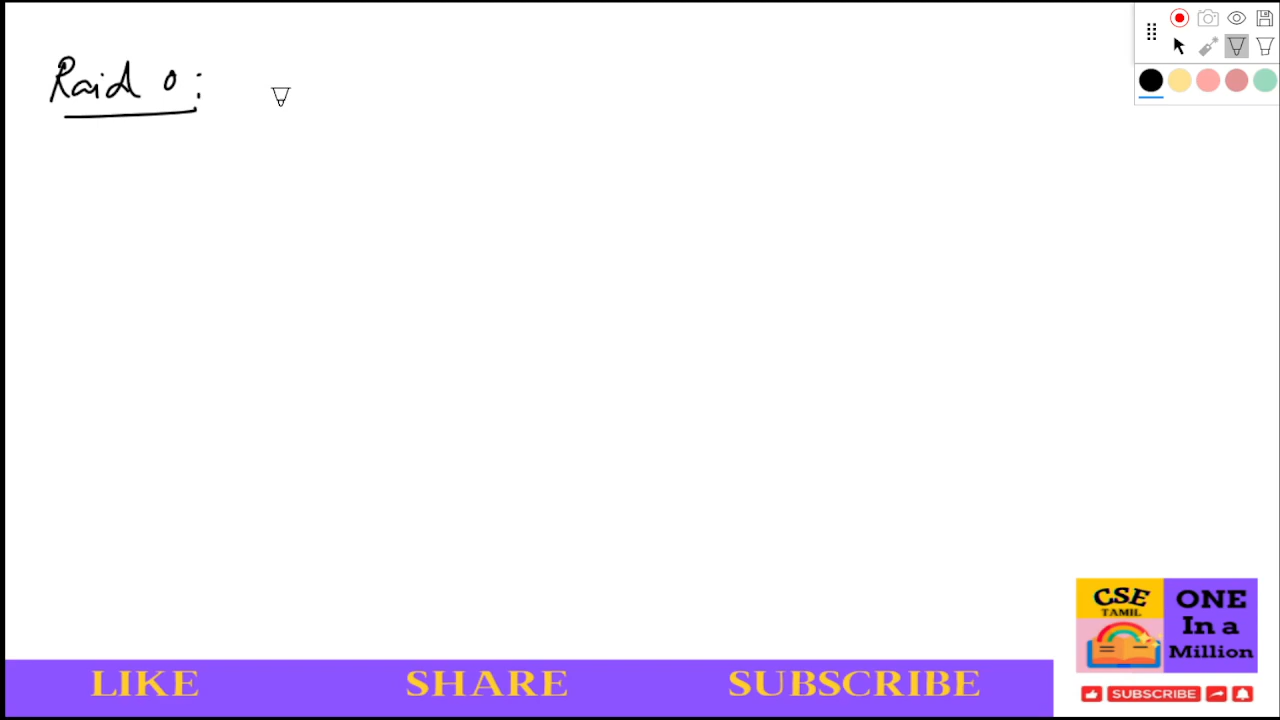 Raid 0:
CSE
TAMIL
ONE
In a
Million
SUBSCRIBE
LIKE SHARE SUBSCRIBE